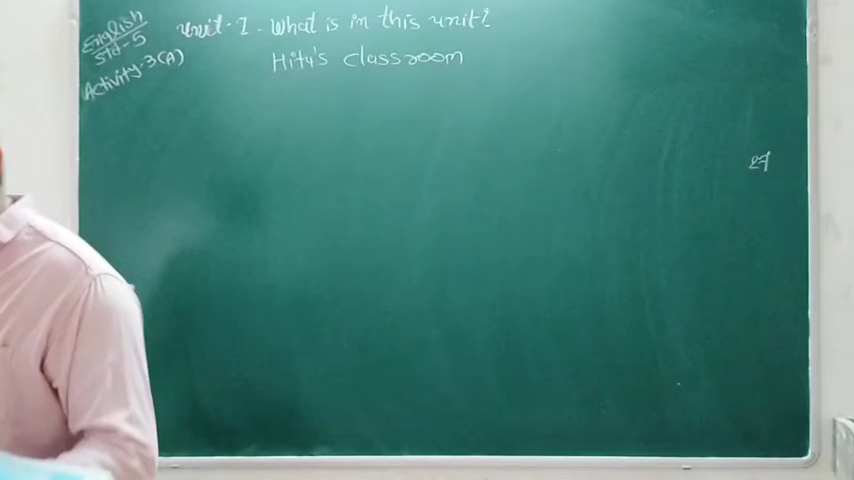 English
Std-5
Activity-3(A)
Unit-1-What is in this unit?
Hitu's classroom